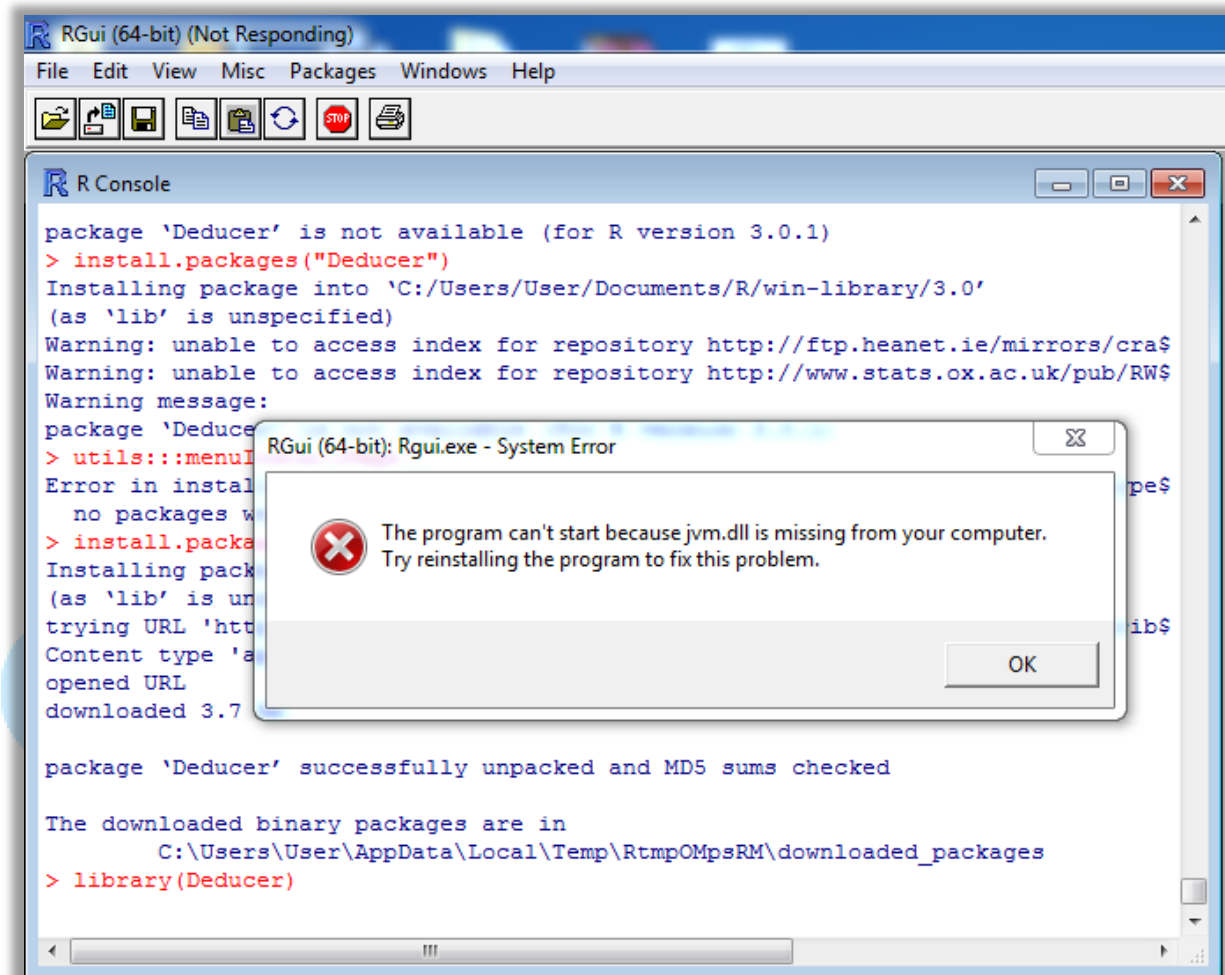 RGui (64-bit) (Not Responding)
File Edit View Misc Packages Windows Help
STOP
R Console
package ‘Deducer’ is not available (for R version 3.0.1)
> install.packages("Deducer")
Installing package into ‘C:/Users/User/Documents/R/win-library/3.0’
(as ‘lib’ is unspecified)
Warning: unable to access index for repository http://ftp.heanet.ie/mirrors/cra$
Warning: unable to access index for repository http://www.stats.ox.ac.uk/pub/RW$
Warning message:
package ‘Deduce
> utils:::menuI
Error in instal pe$
no packages w
> install.packa
Installing pack
(as ‘lib’ is un
trying URL 'htt ib$
Content type 'a
opened URL
downloaded 3.7
RGui (64-bit): Rgui.exe - System Error
The program can't start because jvm.dll is missing from your computer.
Try reinstalling the program to fix this problem.
OK
package ‘Deducer’ successfully unpacked and MD5 sums checked
The downloaded binary packages are in
C:\Users\User\AppData\Local\Temp\RtmpOMpsRM\downloaded_packages
> library(Deducer)